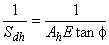 1/S_dh = 1/(A_h E tan ϕ)